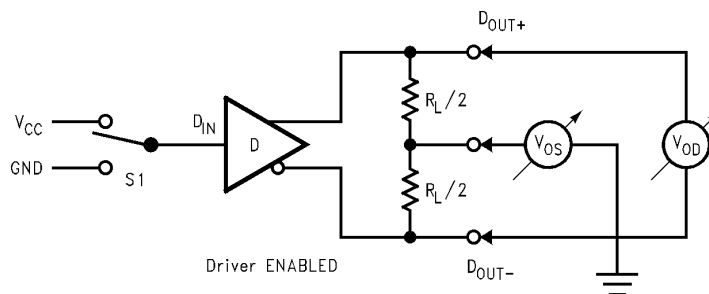 DOUT+
VCC
GND
S1
DIN
D
RL/2
RL/2
VOS
VOD
DOUT−
Driver ENABLED